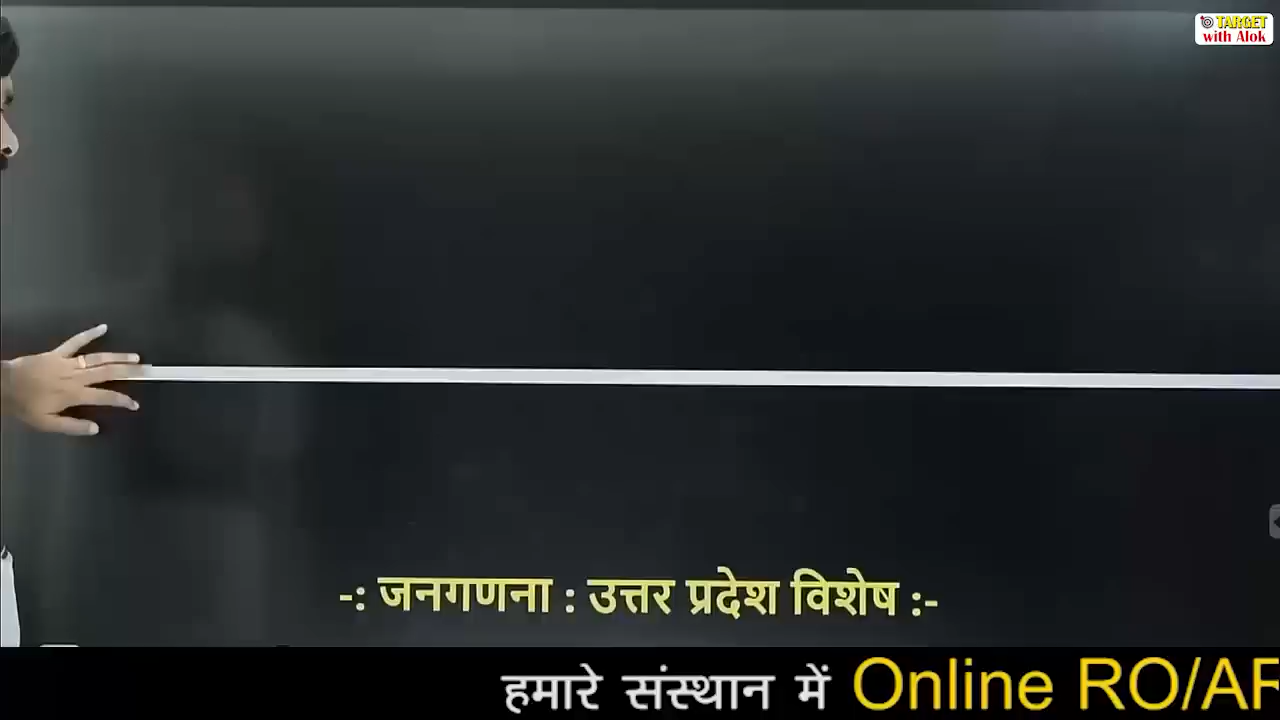 TARGET
with Alok
-: जनगणना : उत्तर प्रदेश विशेष :-
हमारे संस्थान में Online RO/AR